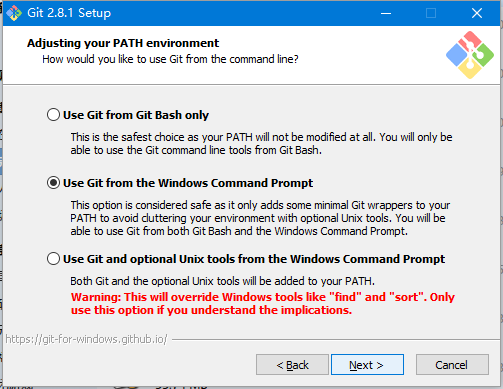 Git 2.8.1 Setup
Adjusting your PATH environment
How would you like to use Git from the command line?
Use Git from Git Bash only
This is the safest choice as your PATH will not be modified at all. You will only
be able to use the Git command line tools from Git Bash.
Use Git from the Windows Command Prompt
This option is considered safe as it only adds some minimal Git wrappers to your
PATH to avoid cluttering your environment with optional Unix tools. You will be
able to use Git from both Git Bash and the Windows Command Prompt.
Use Git and optional Unix tools from the Windows Command Prompt
Both Git and the optional Unix tools will be added to your PATH.
Warning: This will override Windows tools like "find" and "sort". Only
use this option if you understand the implications.
https://git-for-windows.github.io/
< Back
Next >
Cancel